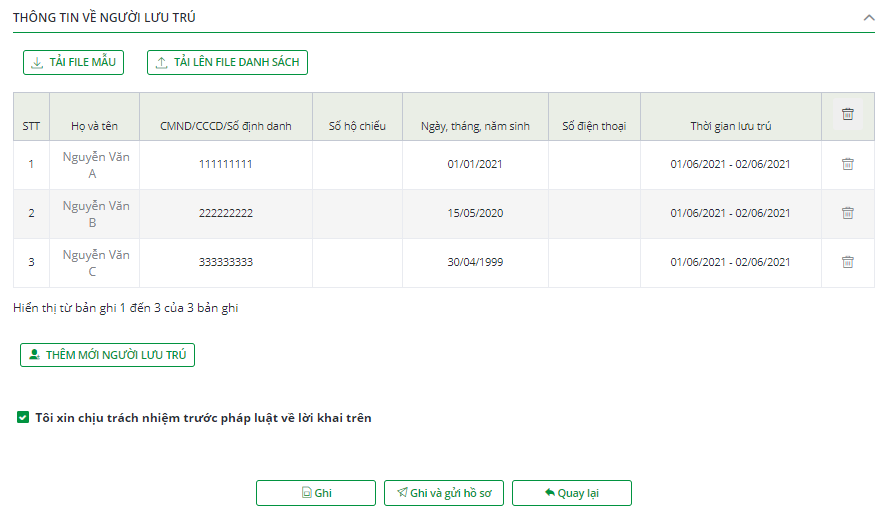 THÔNG TIN VỀ NGƯỜI LƯU TRÚ
TẢI FILE MẪU TẢI LÊN FILE DANH SÁCH
STT Họ và tên CMND/CCCD/Số định danh Số hộ chiếu Ngày, tháng, năm sinh Số điện thoại Thời gian lưu trú
1 Nguyễn Văn A 111111111 01/01/2021 01/06/2021 - 02/06/2021
2 Nguyễn Văn B 222222222 15/05/2020 01/06/2021 - 02/06/2021
3 Nguyễn Văn C 333333333 30/04/1999 01/06/2021 - 02/06/2021
Hiển thị từ bản ghi 1 đến 3 của 3 bản ghi
THÊM MỚI NGƯỜI LƯU TRÚ
Tôi xin chịu trách nhiệm trước pháp luật về lời khai trên
Ghi Ghi và gửi hồ sơ Quay lại